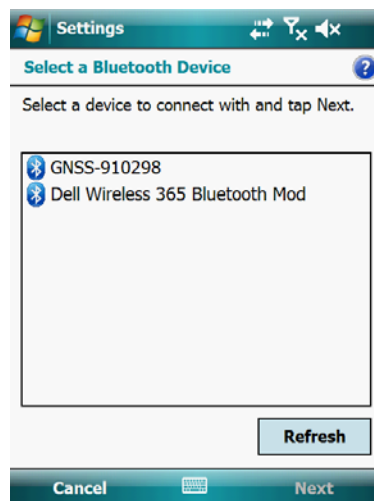 Settings
Select a Bluetooth Device
Select a device to connect with and tap Next.
GNSS-910298
Dell Wireless 365 Bluetooth Mod
Refresh
Cancel Next